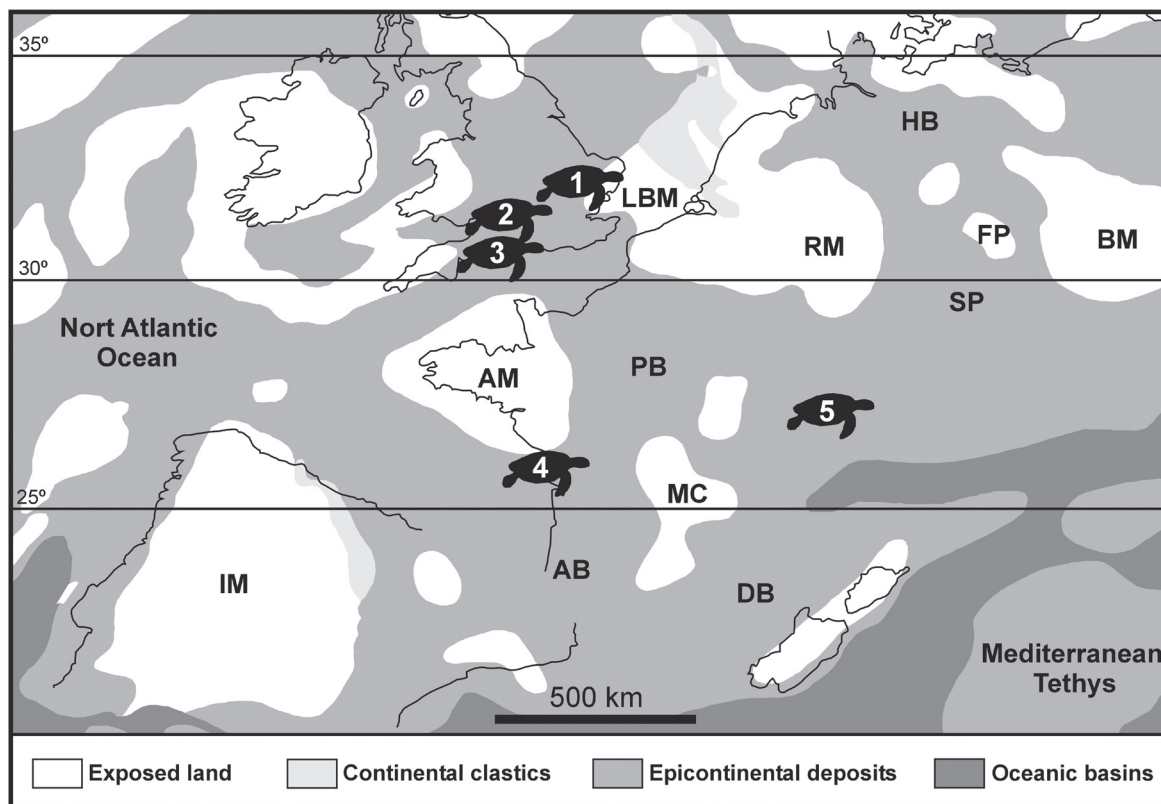 35º
HB
1
LBM
2
3
RM
FP
BM
30º
SP
Nort Atlantic
Ocean
PB
AM
5
4
MC
25º
IM
AB
DB
Mediterranean
Tethys
500 km
Exposed land
Continental clastics
Epicontinental deposits
Oceanic basins